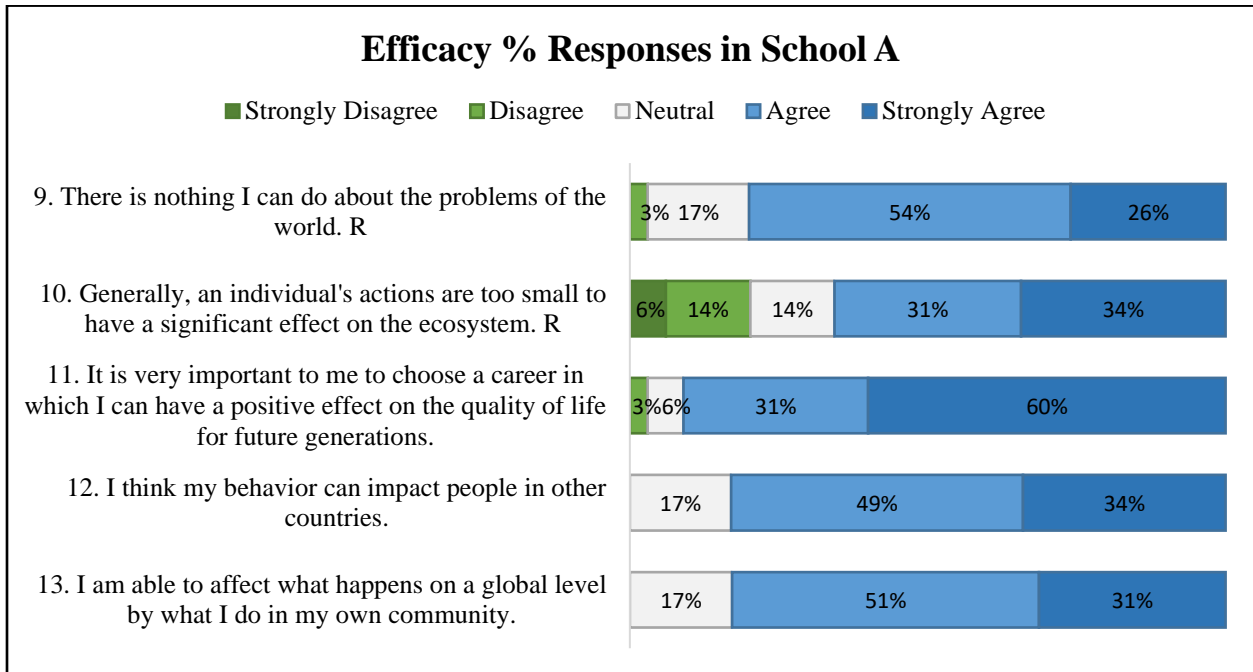 Efficacy % Responses in School A
Strongly Disagree Disagree Neutral Agree Strongly Agree
9. There is nothing I can do about the problems of the
world. R
3% 17% 54% 26%
10. Generally, an individual's actions are too small to
have a significant effect on the ecosystem. R
6% 14% 14% 31% 34%
11. It is very important to me to choose a career in
which I can have a positive effect on the quality of life
for future generations.
3% 6% 31% 60%
12. I think my behavior can impact people in other
countries.
17% 49% 34%
13. I am able to affect what happens on a global level
by what I do in my own community.
17% 51% 31%